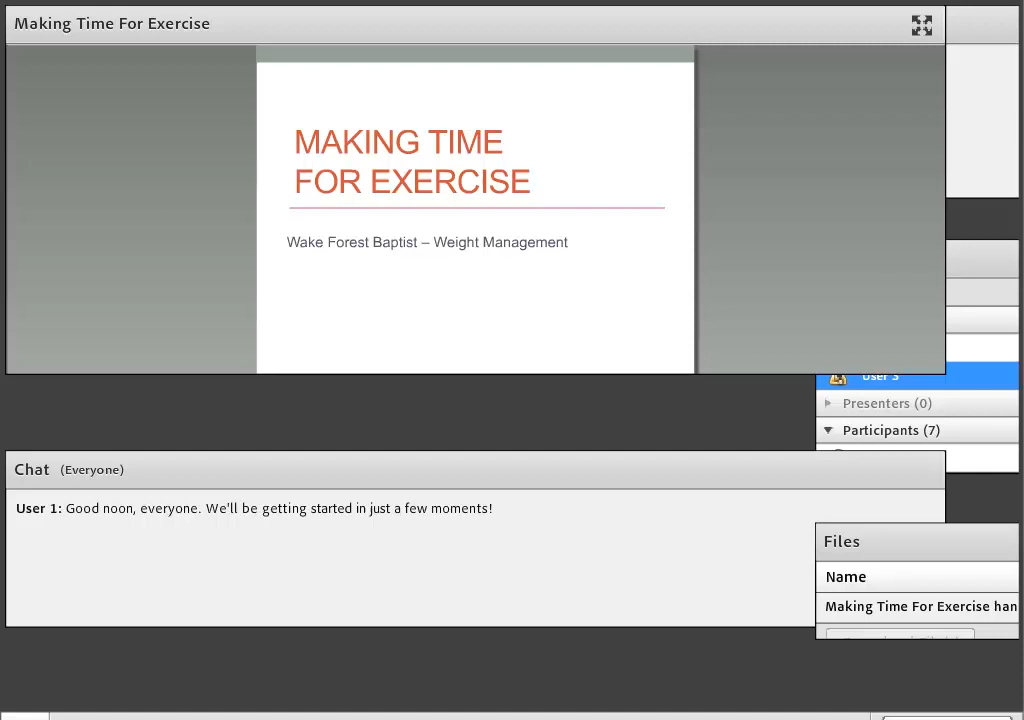 Making Time For Exercise
MAKING TIME
FOR EXERCISE
Wake Forest Baptist – Weight Management
User 3
Presenters (0)
Participants (7)
Chat (Everyone)
User 1: Good noon, everyone. We'll be getting started in just a few moments!
Files
Name
Making Time For Exercise han